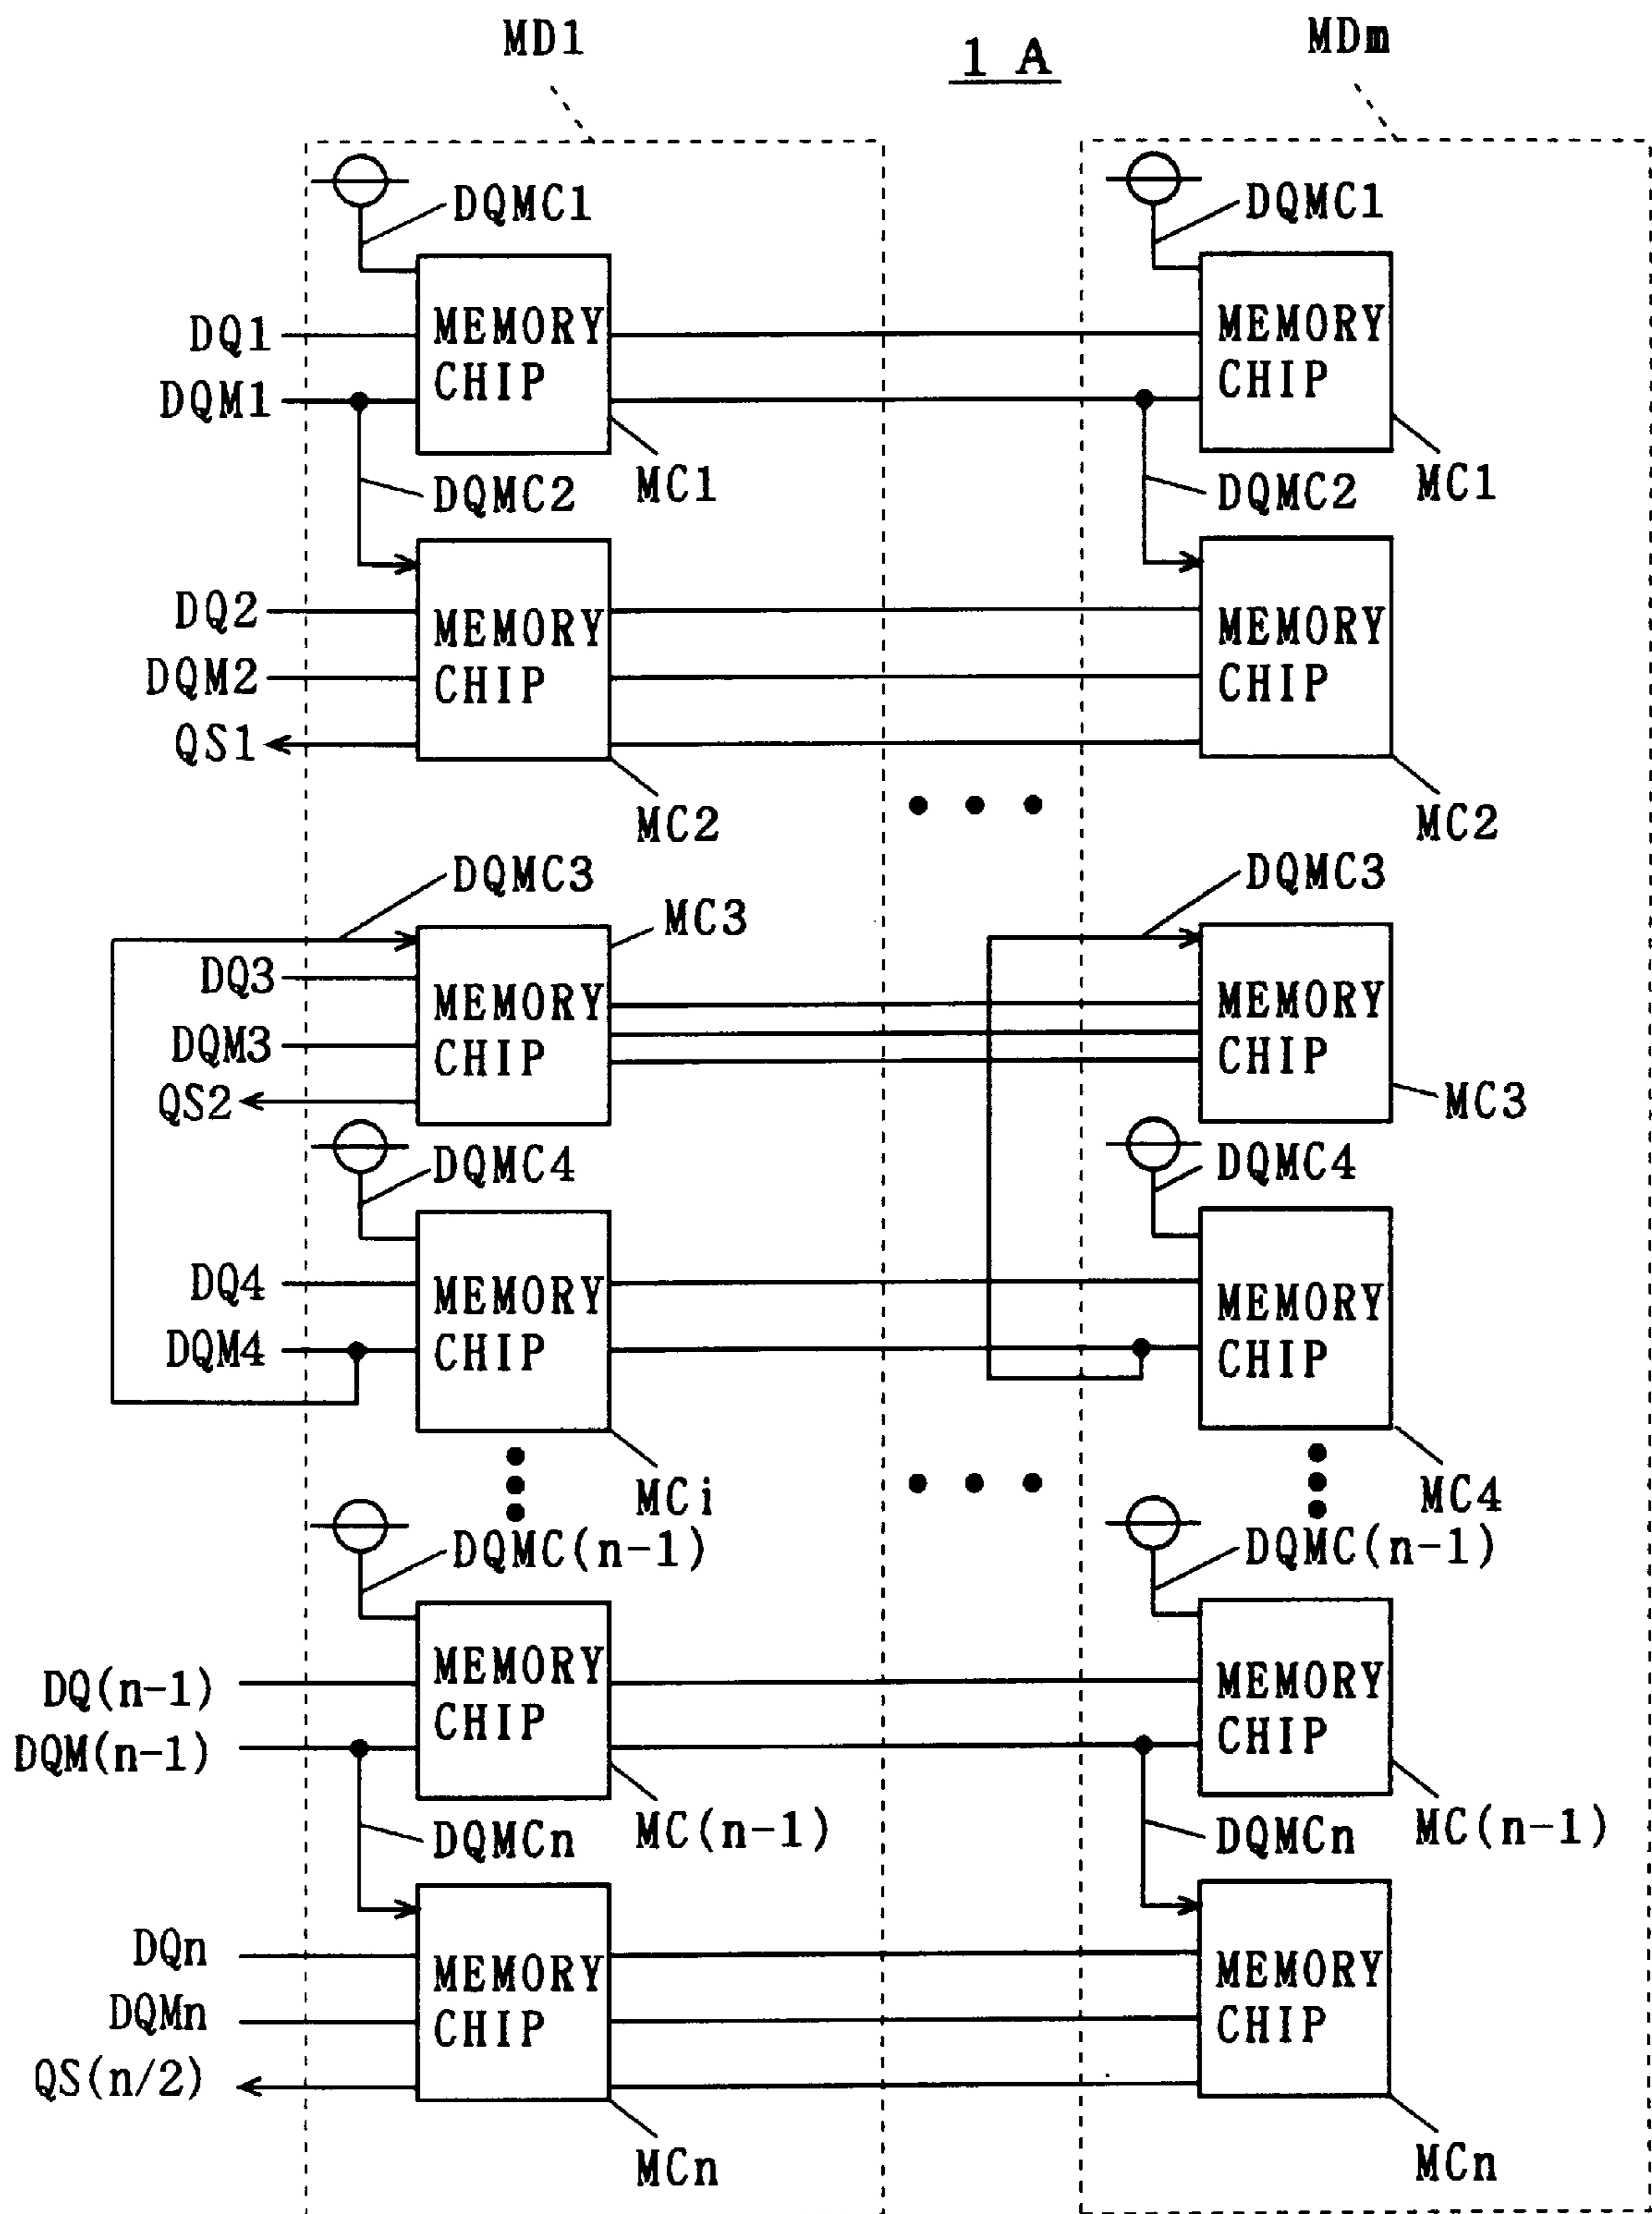 MD1
1 A
MDm
DQMC1
DQMC1
DQ1
MEMORY
CHIP
MEMORY
CHIP
DQM1
MC1
MC1
DQMC2
DQMC2
DQ2
MEMORY
CHIP
MEMORY
CHIP
DQM2
QS1
MC2
MC2
DQMC3
DQMC3
MC3
DQ3
MEMORY
CHIP
MEMORY
CHIP
DQM3
QS2
MC3
DQMC4
DQMC4
DQ4
MEMORY
CHIP
MEMORY
CHIP
DQM4
MCi
MC4
DQMC(n-1)
DQMC(n-1)
DQ(n-1)
MEMORY
CHIP
MEMORY
CHIP
DQM(n-1)
MC(n-1)
MC(n-1)
DQMCn
DQMCn
DQn
MEMORY
CHIP
MEMORY
CHIP
DQMn
QS(n/2)
MCn
MCn